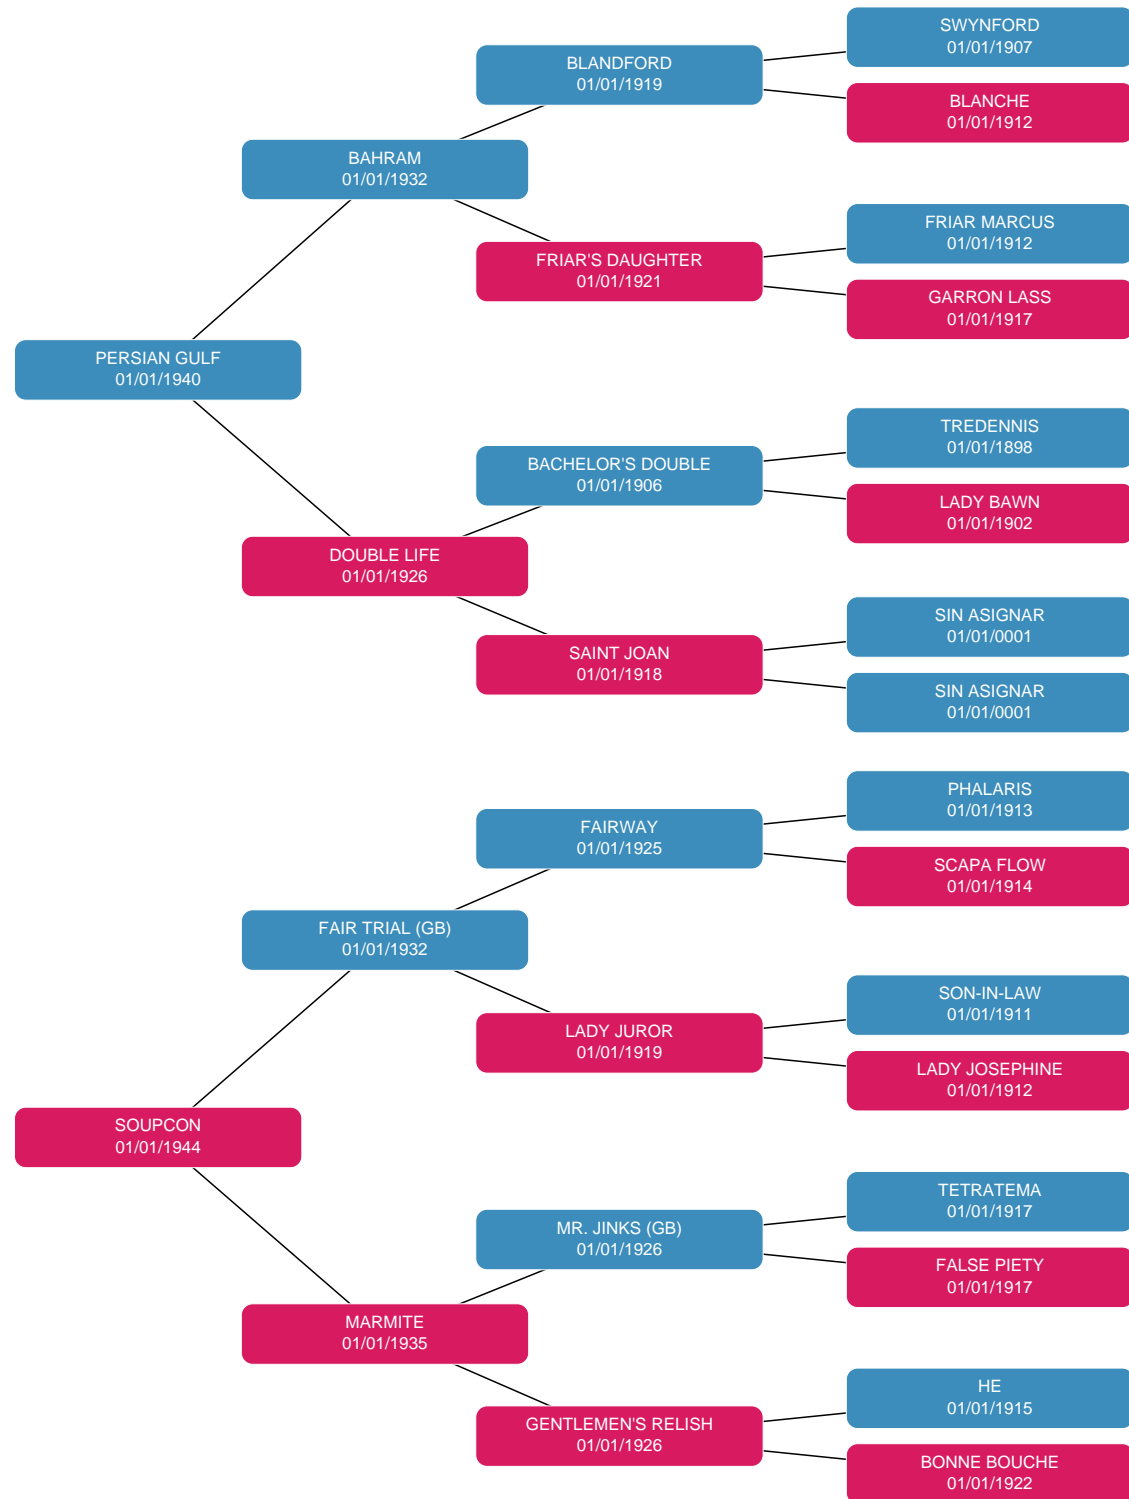 SWYNFORD
01/01/1907
BLANDFORD
01/01/1919
BLANCHE
01/01/1912
BAHRAM
01/01/1932
FRIAR MARCUS
01/01/1912
FRIAR'S DAUGHTER
01/01/1921
GARRON LASS
01/01/1917
PERSIAN GULF
01/01/1940
TREDENNIS
01/01/1898
BACHELOR'S DOUBLE
01/01/1906
LADY BAWN
01/01/1902
DOUBLE LIFE
01/01/1926
SIN ASIGNAR
01/01/0001
SAINT JOAN
01/01/1918
SIN ASIGNAR
01/01/0001
PHALARIS
01/01/1913
FAIRWAY
01/01/1925
SCAPA FLOW
01/01/1914
FAIR TRIAL (GB)
01/01/1932
SON-IN-LAW
01/01/1911
LADY JUROR
01/01/1919
LADY JOSEPHINE
01/01/1912
SOUPCON
01/01/1944
TETRATEMA
01/01/1917
MR. JINKS (GB)
01/01/1926
FALSE PIETY
01/01/1917
MARMITE
01/01/1935
HE
01/01/1915
GENTLEMEN'S RELISH
01/01/1926
BONNE BOUCHE
01/01/1922